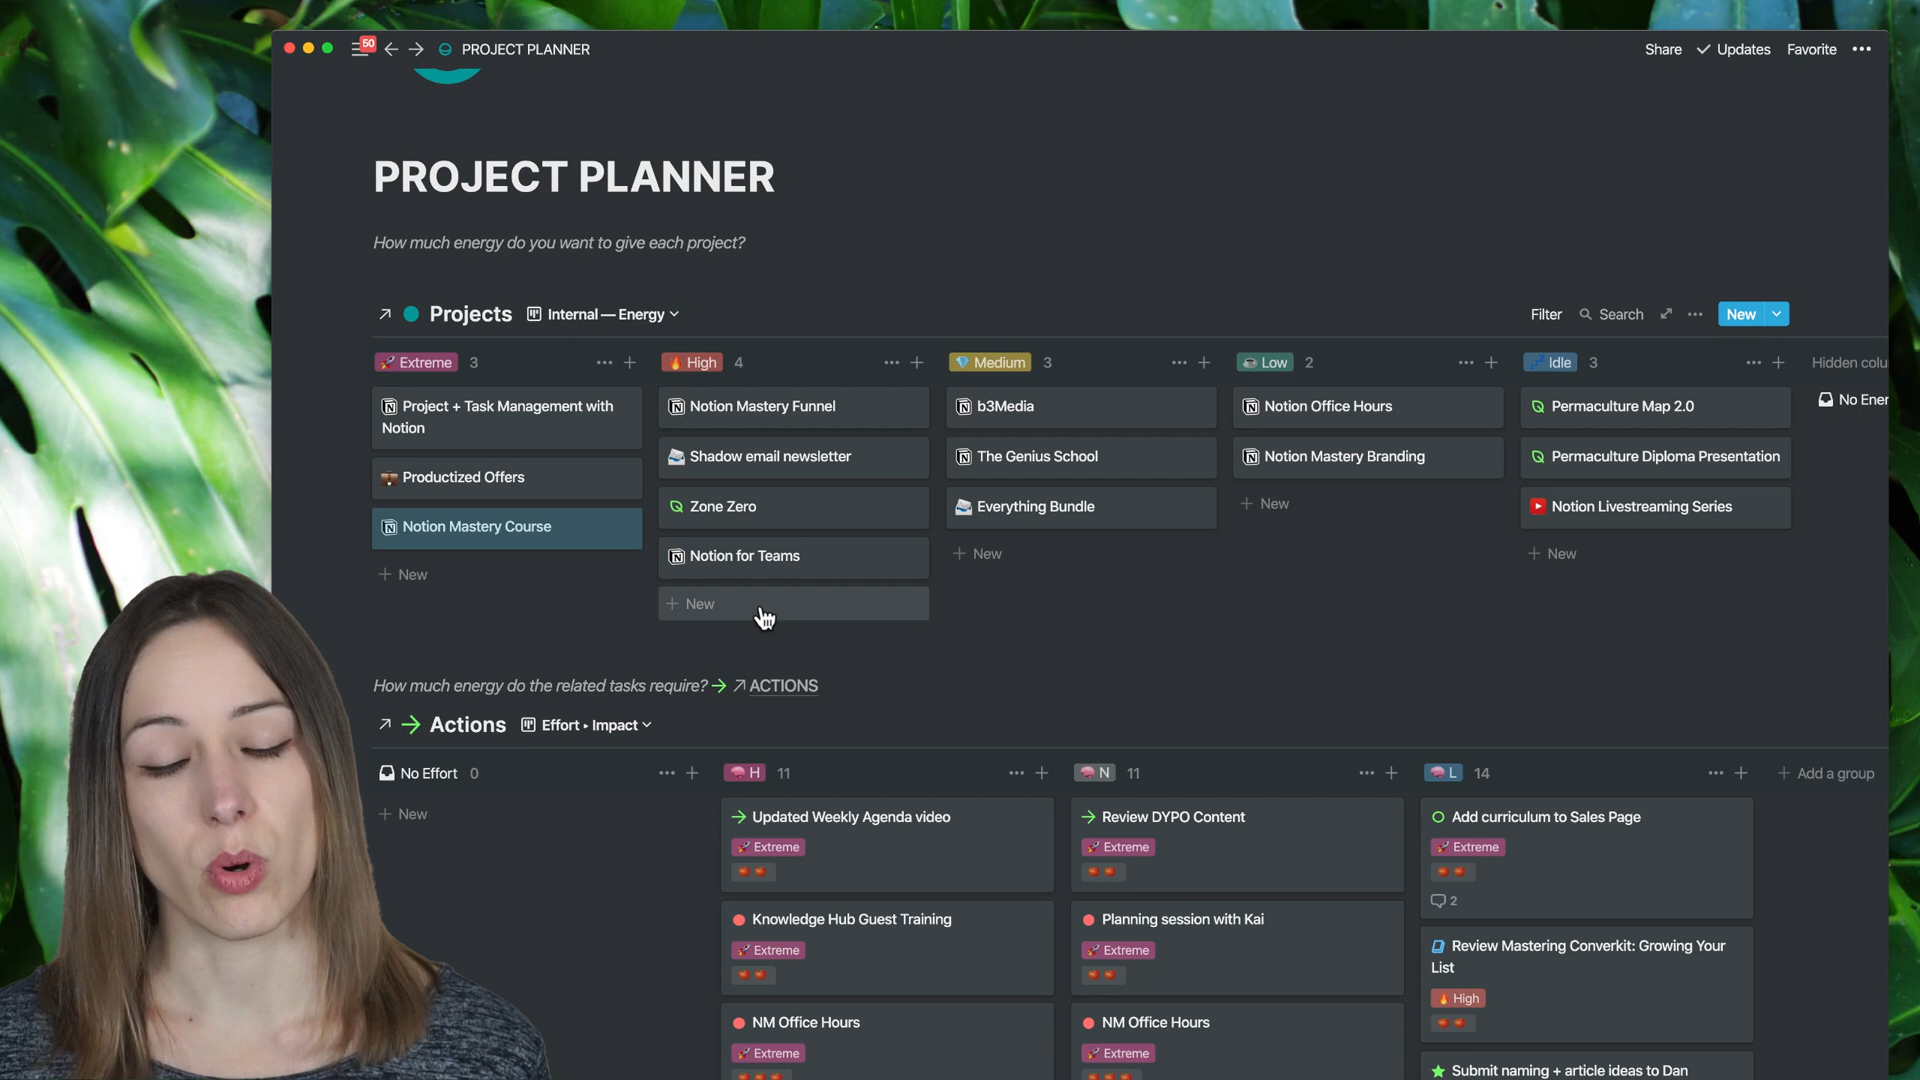 50
PROJECT PLANNER
Share
Updates
Favorite
PROJECT PLANNER
How much energy do you want to give each project?
Projects
Internal — Energy
Filter
Search
New
Extreme 3
High 4
Medium 3
Low 2
Idle 3
Hidden colu
Project + Task Management with
Notion
Productized Offers
Notion Mastery Course
+ New
Notion Mastery Funnel
Shadow email newsletter
Zone Zero
Notion for Teams
+ New
b3Media
The Genius School
Everything Bundle
+ New
Notion Office Hours
Notion Mastery Branding
+ New
Permaculture Map 2.0
Permaculture Diploma Presentation
Notion Livestreaming Series
+ New
No Ener
How much energy do the related tasks require? → ↗ ACTIONS
Actions
Effort ▸ Impact
No Effort 0
+ New
H 11
Updated Weekly Agenda video
Extreme
Knowledge Hub Guest Training
Extreme
NM Office Hours
Extreme
N 11
Review DYPO Content
Extreme
Planning session with Kai
Extreme
NM Office Hours
Extreme
L 14
Add curriculum to Sales Page
Extreme
2
Review Mastering Converkit: Growing Your
List
High
Submit naming + article ideas to Dan
+ Add a group